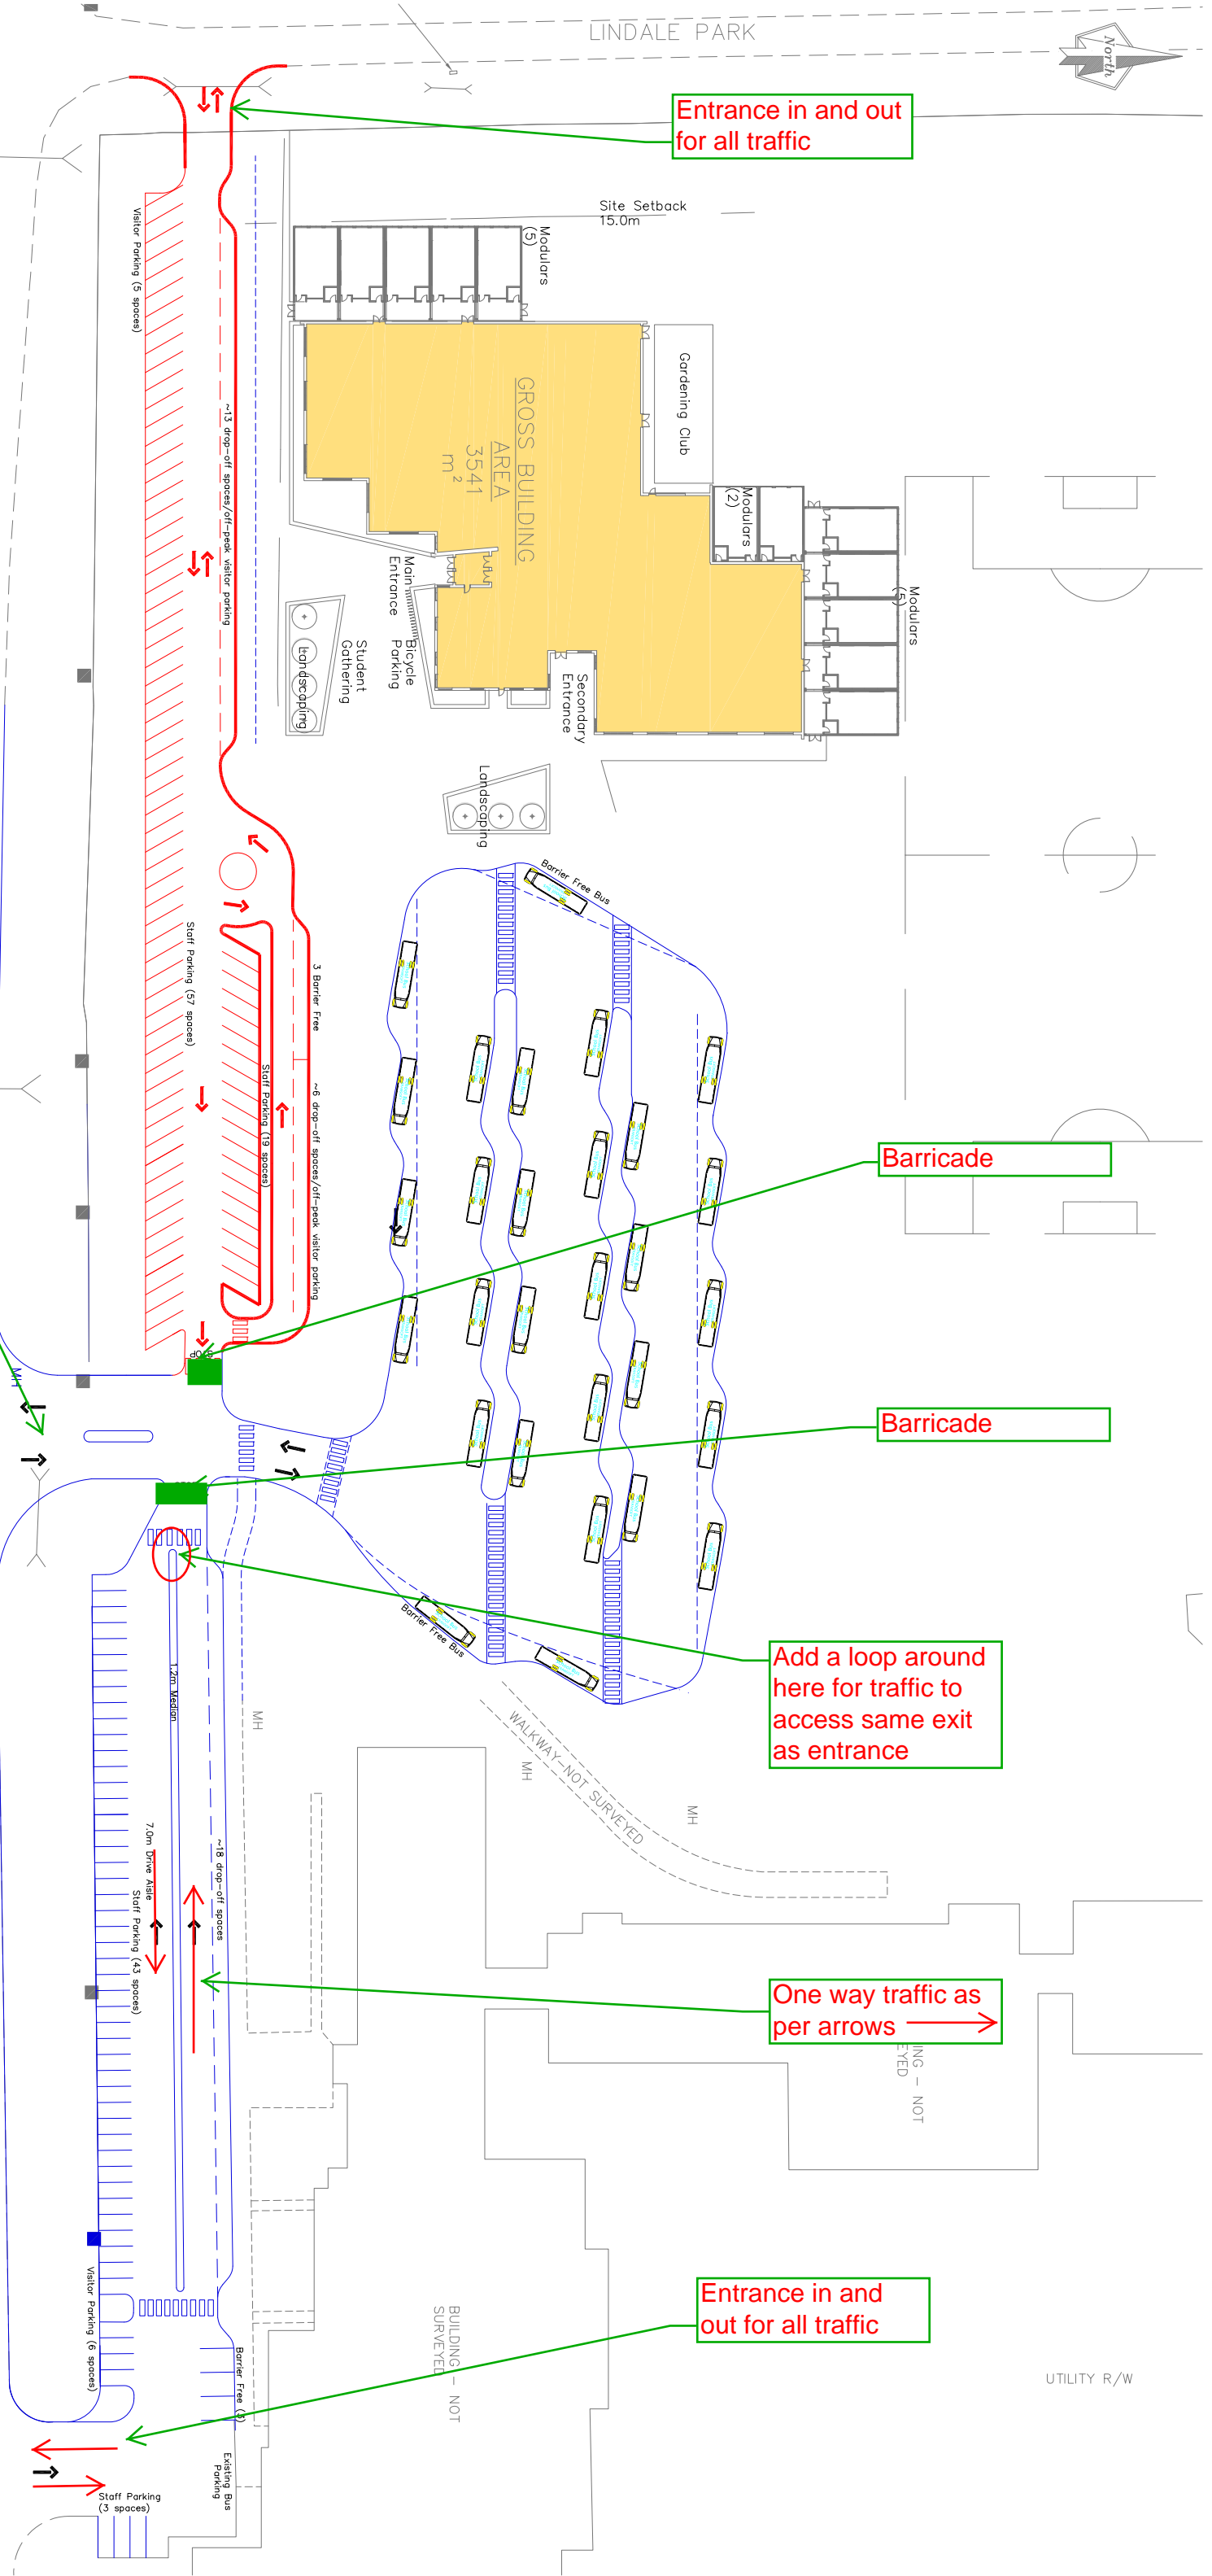 LINDALE PARK
North
Entrance in and out
for all traffic
Site Setback
15.0m
Modulars
(5)
Visitor Parking (5 spaces)
~13 drop-off spaces/off-peak visitor parking
Gardening Club
GROSS BUILDING
AREA
3541
m²
Modulars
(2)
Modulars
(5)
Main
Entrance
Bicycle
Parking
Student
Gathering
Landscaping
Secondary
Entrance
Landscaping
Barrier Free Bus
Staff Parking (57 spaces)
3 Barrier Free
Staff Parking (19 spaces)
~6 drop-off spaces/off-peak visitor parking
Barricade
STOP
MH
Barricade
Barrier Free Bus
Add a loop around
here for traffic to
access same exit
as entrance
1.2m Median
MH
WALKWAY-NOT SURVEYED
MH
MH
7.0m Drive Aisle
~18 drop-off spaces
Staff Parking (43 spaces)
One way traffic as
per arrows
ING - NOT
EYED
Visitor Parking (6 spaces)
Entrance in and
out for all traffic
BUILDING - NOT
SURVEYED
Barrier Free (3)
UTILITY R/W
Existing Bus
Parking
Staff Parking
(3 spaces)